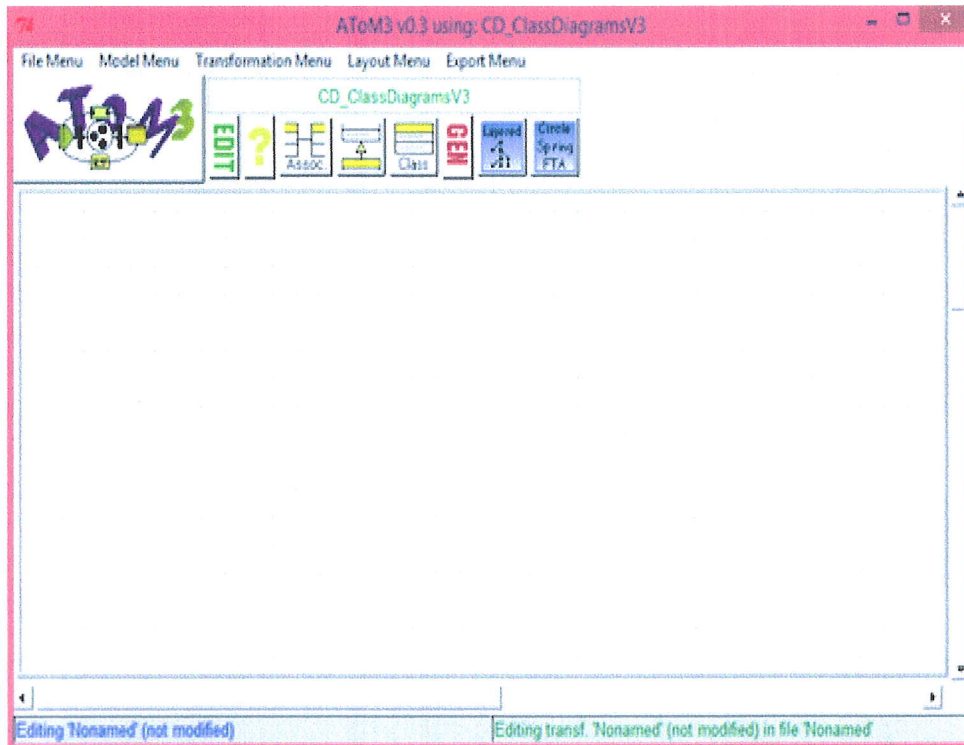 AToM3 v0.3 using: CD_ClassDiagramsV3
File Menu Model Menu Transformation Menu Layout Menu Export Menu
AToM3
CD_ClassDiagramsV3
EDIT ? Assoc Class GEN Layered Circle Spring FTA
Editing 'Nonamed' (not modified) Editing transf. 'Nonamed' (not modified) in file 'Nonamed'